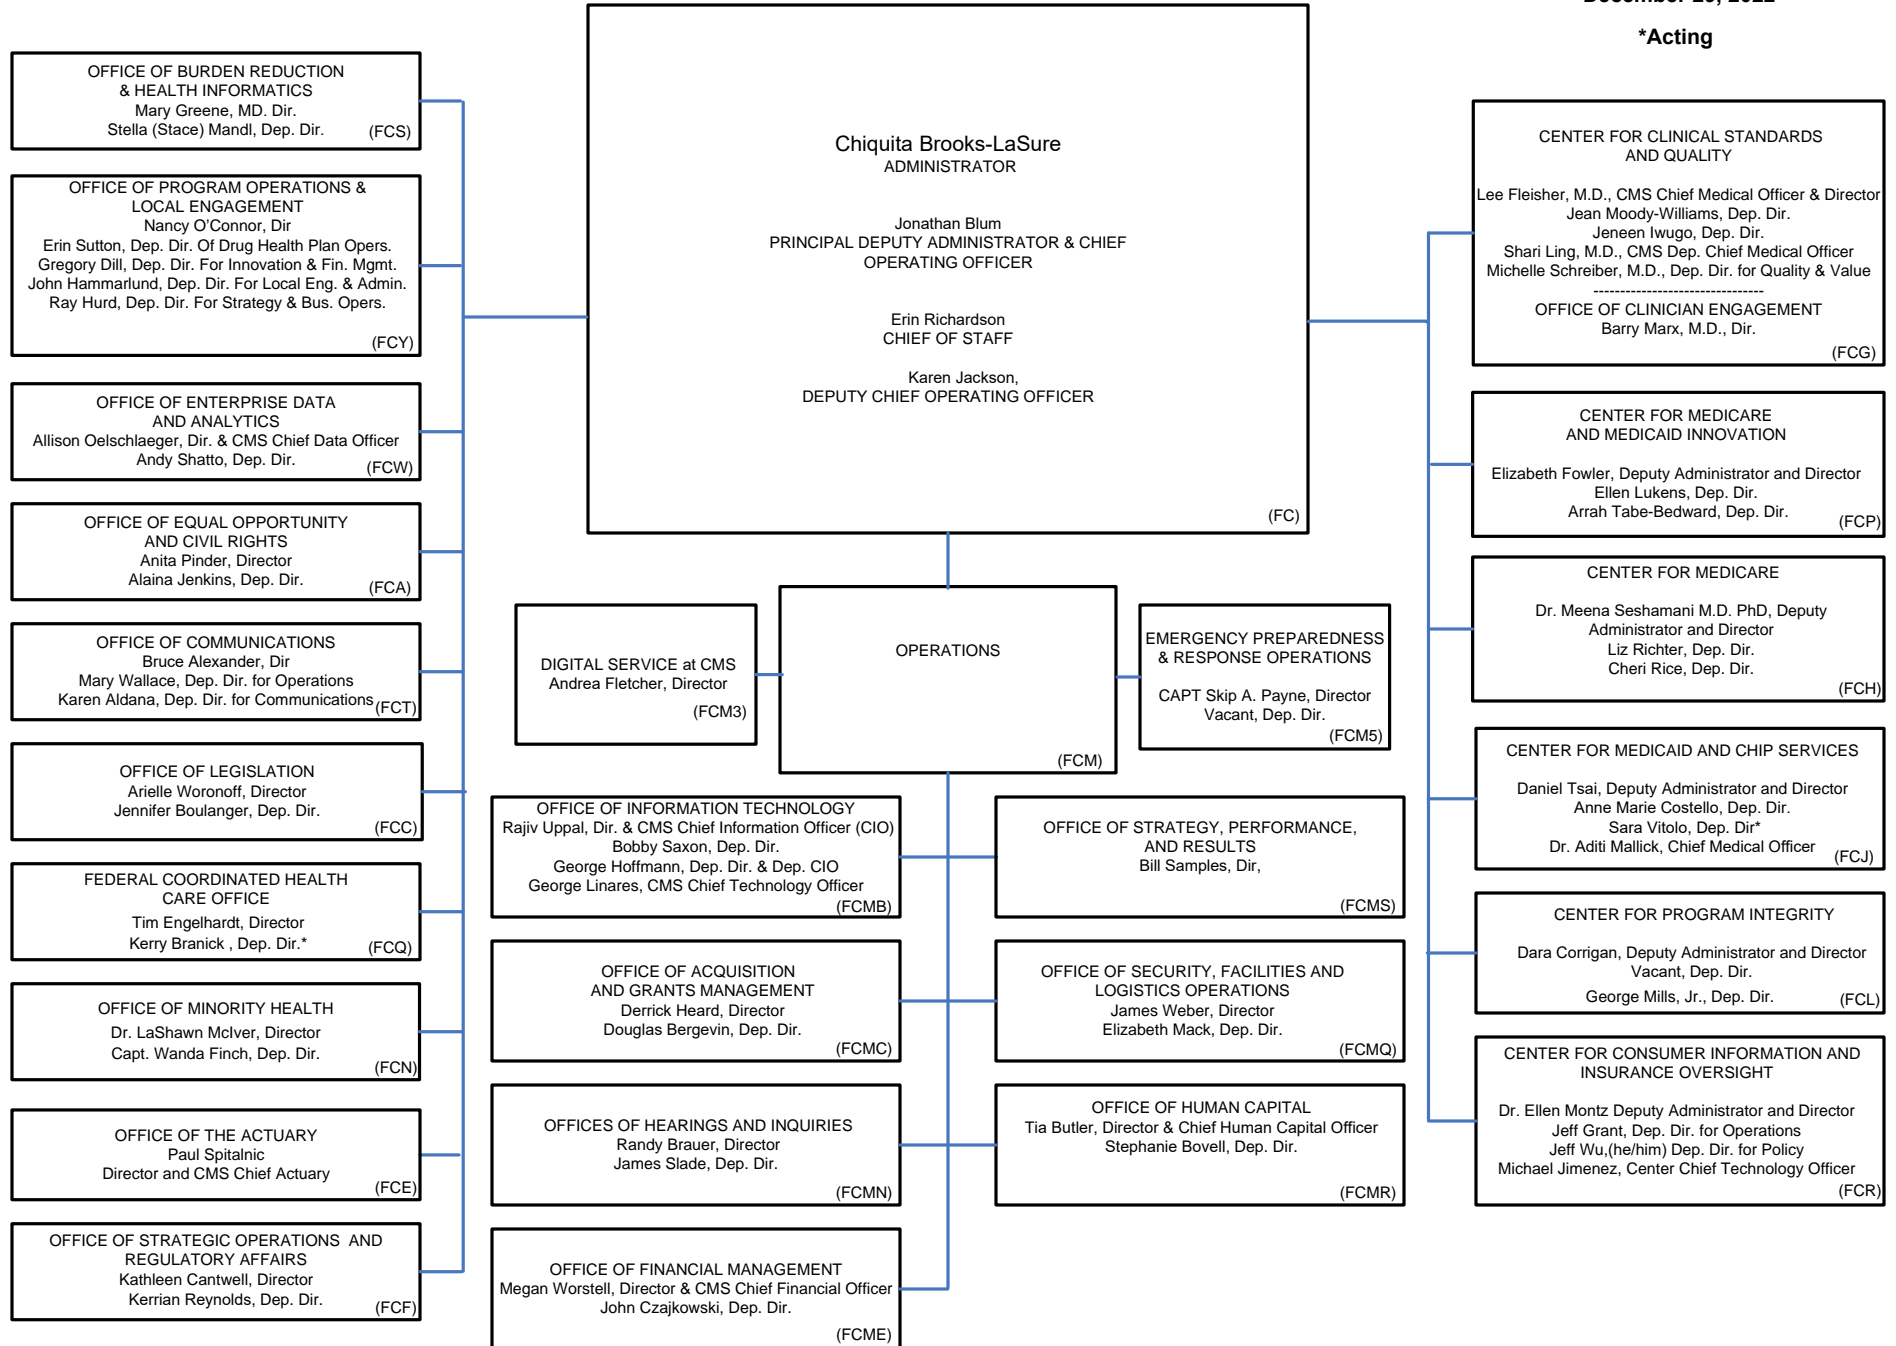 *Acting
OFFICE OF BURDEN REDUCTION
& HEALTH INFORMATICS
Mary Greene, MD. Dir.
Stella (Stace) Mandl, Dep. Dir.
(FCS)
OFFICE OF PROGRAM OPERATIONS &
LOCAL ENGAGEMENT
Nancy O’Connor, Dir
Erin Sutton, Dep. Dir. Of Drug Health Plan Opers.
Gregory Dill, Dep. Dir. For Innovation & Fin. Mgmt.
John Hammarlund, Dep. Dir. For Local Eng. & Admin.
Ray Hurd, Dep. Dir. For Strategy & Bus. Opers.
(FCY)
OFFICE OF ENTERPRISE DATA
AND ANALYTICS
Allison Oelschlaeger, Dir. & CMS Chief Data Officer
Andy Shatto, Dep. Dir.
(FCW)
OFFICE OF EQUAL OPPORTUNITY
AND CIVIL RIGHTS
Anita Pinder, Director
Alaina Jenkins, Dep. Dir.
(FCA)
OFFICE OF COMMUNICATIONS
Bruce Alexander, Dir
Mary Wallace, Dep. Dir. for Operations
Karen Aldana, Dep. Dir. for Communications
(FCT)
OFFICE OF LEGISLATION
Arielle Woronoff, Director
Jennifer Boulanger, Dep. Dir.
(FCC)
FEDERAL COORDINATED HEALTH
CARE OFFICE
Tim Engelhardt, Director
Kerry Branick , Dep. Dir.*
(FCQ)
OFFICE OF MINORITY HEALTH
Dr. LaShawn McIver, Director
Capt. Wanda Finch, Dep. Dir.
(FCN)
OFFICE OF THE ACTUARY
Paul Spitalnic
Director and CMS Chief Actuary
(FCE)
OFFICE OF STRATEGIC OPERATIONS AND
REGULATORY AFFAIRS
Kathleen Cantwell, Director
Kerrian Reynolds, Dep. Dir.
(FCF)
Chiquita Brooks-LaSure
ADMINISTRATOR
Jonathan Blum
PRINCIPAL DEPUTY ADMINISTRATOR & CHIEF
OPERATING OFFICER
Erin Richardson
CHIEF OF STAFF
Karen Jackson,
DEPUTY CHIEF OPERATING OFFICER
(FC)
DIGITAL SERVICE at CMS
Andrea Fletcher, Director
(FCM3)
OPERATIONS
(FCM)
EMERGENCY PREPAREDNESS
& RESPONSE OPERATIONS
CAPT Skip A. Payne, Director
Vacant, Dep. Dir.
(FCM5)
OFFICE OF INFORMATION TECHNOLOGY
Rajiv Uppal, Dir. & CMS Chief Information Officer (CIO)
Bobby Saxon, Dep. Dir.
George Hoffmann, Dep. Dir. & Dep. CIO
George Linares, CMS Chief Technology Officer
(FCMB)
OFFICE OF STRATEGY, PERFORMANCE,
AND RESULTS
Bill Samples, Dir,
(FCMS)
OFFICE OF ACQUISITION
AND GRANTS MANAGEMENT
Derrick Heard, Director
Douglas Bergevin, Dep. Dir.
(FCMC)
OFFICE OF SECURITY, FACILITIES AND
LOGISTICS OPERATIONS
James Weber, Director
Elizabeth Mack, Dep. Dir.
(FCMQ)
OFFICES OF HEARINGS AND INQUIRIES
Randy Brauer, Director
James Slade, Dep. Dir.
(FCMN)
OFFICE OF HUMAN CAPITAL
Tia Butler, Director & Chief Human Capital Officer
Stephanie Bovell, Dep. Dir.
(FCMR)
OFFICE OF FINANCIAL MANAGEMENT
Megan Worstell, Director & CMS Chief Financial Officer
John Czajkowski, Dep. Dir.
(FCME)
CENTER FOR CLINICAL STANDARDS
AND QUALITY
Lee Fleisher, M.D., CMS Chief Medical Officer & Director
Jean Moody-Williams, Dep. Dir.
Jeneen Iwugo, Dep. Dir.
Shari Ling, M.D., CMS Dep. Chief Medical Officer
Michelle Schreiber, M.D., Dep. Dir. for Quality & Value
--------------------------------
OFFICE OF CLINICIAN ENGAGEMENT
Barry Marx, M.D., Dir.
(FCG)
CENTER FOR MEDICARE
AND MEDICAID INNOVATION
Elizabeth Fowler, Deputy Administrator and Director
Ellen Lukens, Dep. Dir.
Arrah Tabe-Bedward, Dep. Dir.
(FCP)
CENTER FOR MEDICARE
Dr. Meena Seshamani M.D. PhD, Deputy
Administrator and Director
Liz Richter, Dep. Dir.
Cheri Rice, Dep. Dir.
(FCH)
CENTER FOR MEDICAID AND CHIP SERVICES
Daniel Tsai, Deputy Administrator and Director
Anne Marie Costello, Dep. Dir.
Sara Vitolo, Dep. Dir*
Dr. Aditi Mallick, Chief Medical Officer
(FCJ)
CENTER FOR PROGRAM INTEGRITY
Dara Corrigan, Deputy Administrator and Director
Vacant, Dep. Dir.
George Mills, Jr., Dep. Dir.
(FCL)
CENTER FOR CONSUMER INFORMATION AND
INSURANCE OVERSIGHT
Dr. Ellen Montz Deputy Administrator and Director
Jeff Grant, Dep. Dir. for Operations
Jeff Wu,(he/him) Dep. Dir. for Policy
Michael Jimenez, Center Chief Technology Officer
(FCR)